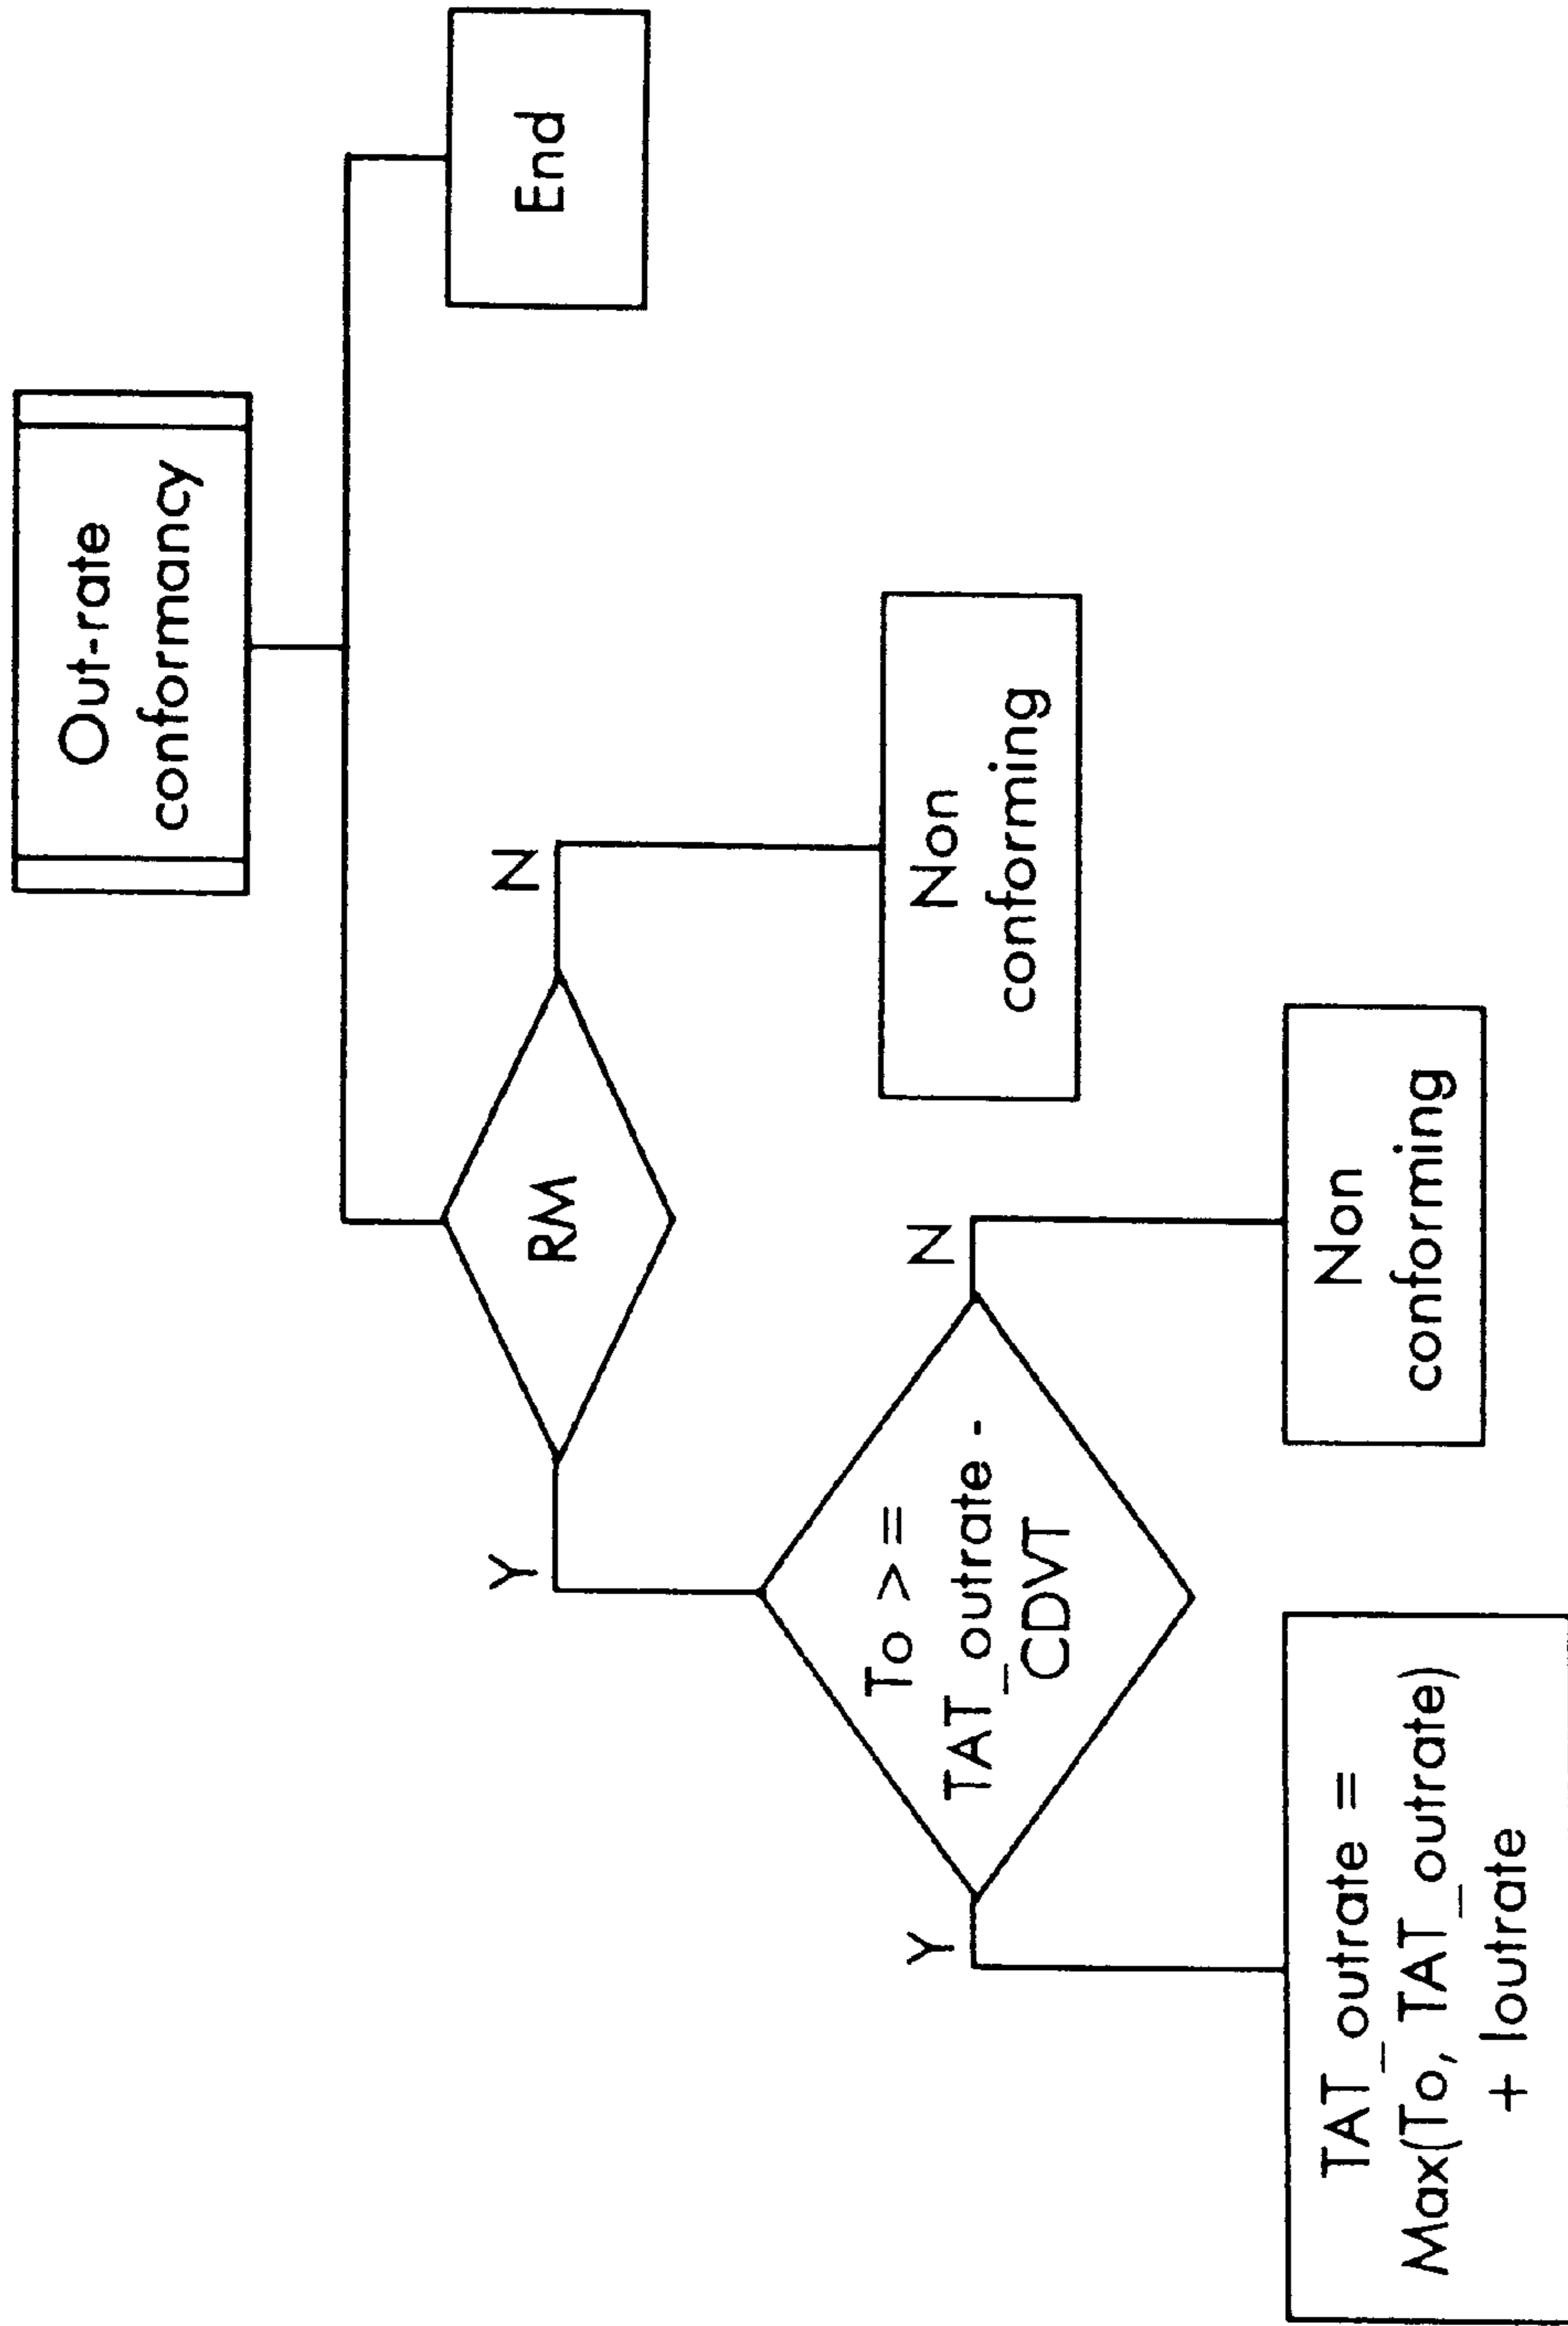 Out-rate
conformancy
End
RM
Y
N
Non
conforming
To >=
TAT_outrate -
CDVT
Y
N
Non
conforming
TAT_outrate =
Max(To, TAT_outrate)
+ Ioutrate